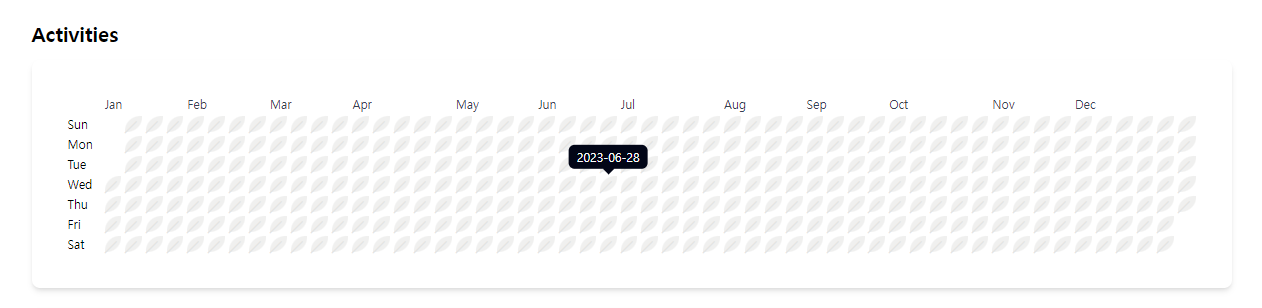 Activities
Jan Feb Mar Apr May Jun Jul Aug Sep Oct Nov Dec
Sun
Mon
2023-06-28
Tue
Wed
Thu
Fri
Sat